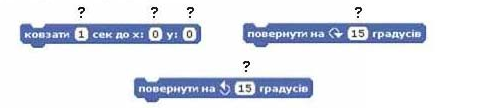 ? ? ?
ковзати 1 сек до x: 0 y: 0
?
повернути на ↻ 15 градусів
?
повернути на ↺ 15 градусів